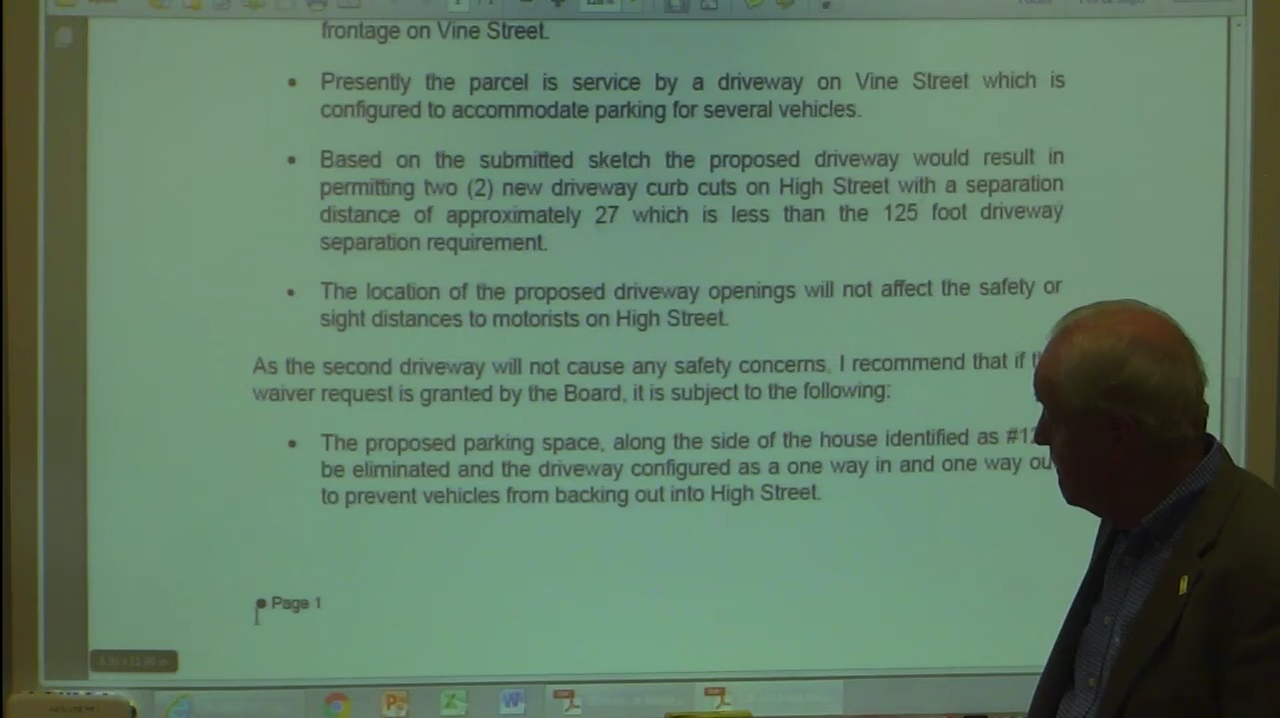 frontage on Vine Street.
• Presently the parcel is service by a driveway on Vine Street which is
configured to accommodate parking for several vehicles.
• Based on the submitted sketch the proposed driveway would result in
permitting two (2) new driveway curb cuts on High Street with a separation
distance of approximately 27 which is less than the 125 foot driveway
separation requirement.
• The location of the proposed driveway openings will not affect the safety or
sight distances to motorists on High Street.
As the second driveway will not cause any safety concerns, I recommend that if
waiver request is granted by the Board, it is subject to the following:
• The proposed parking space, along the side of the house identified as
be eliminated and the driveway configured as a one way in and one way
to prevent vehicles from backing out into High Street.
Page 1